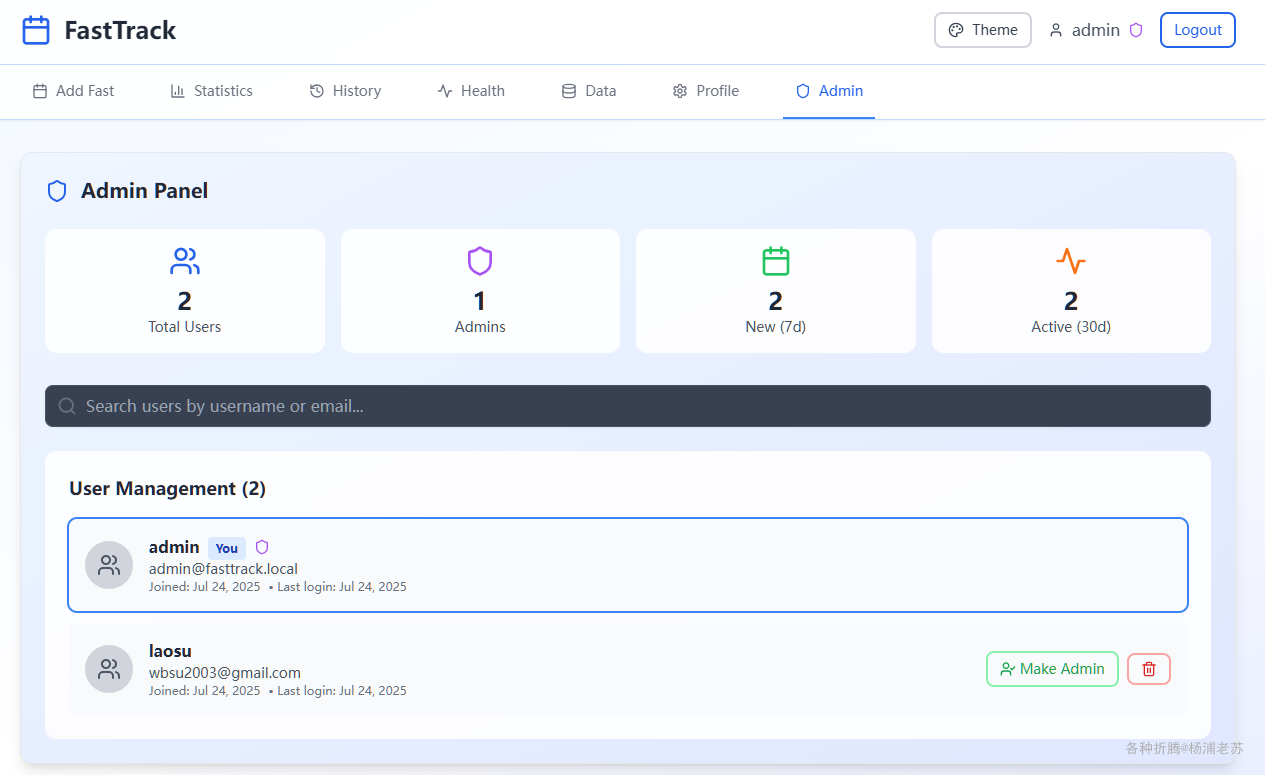 FastTrack
Theme
admin
Logout
Add Fast
Statistics
History
Health
Data
Profile
Admin
Admin Panel
2
Total Users
1
Admins
2
New (7d)
2
Active (30d)
Search users by username or email...
User Management (2)
admin You
admin@fasttrack.local
Joined: Jul 24, 2025 • Last login: Jul 24, 2025
laosu
wbsu2003@gmail.com
Joined: Jul 24, 2025 • Last login: Jul 24, 2025
Make Admin
各种折腾@杨浦老苏